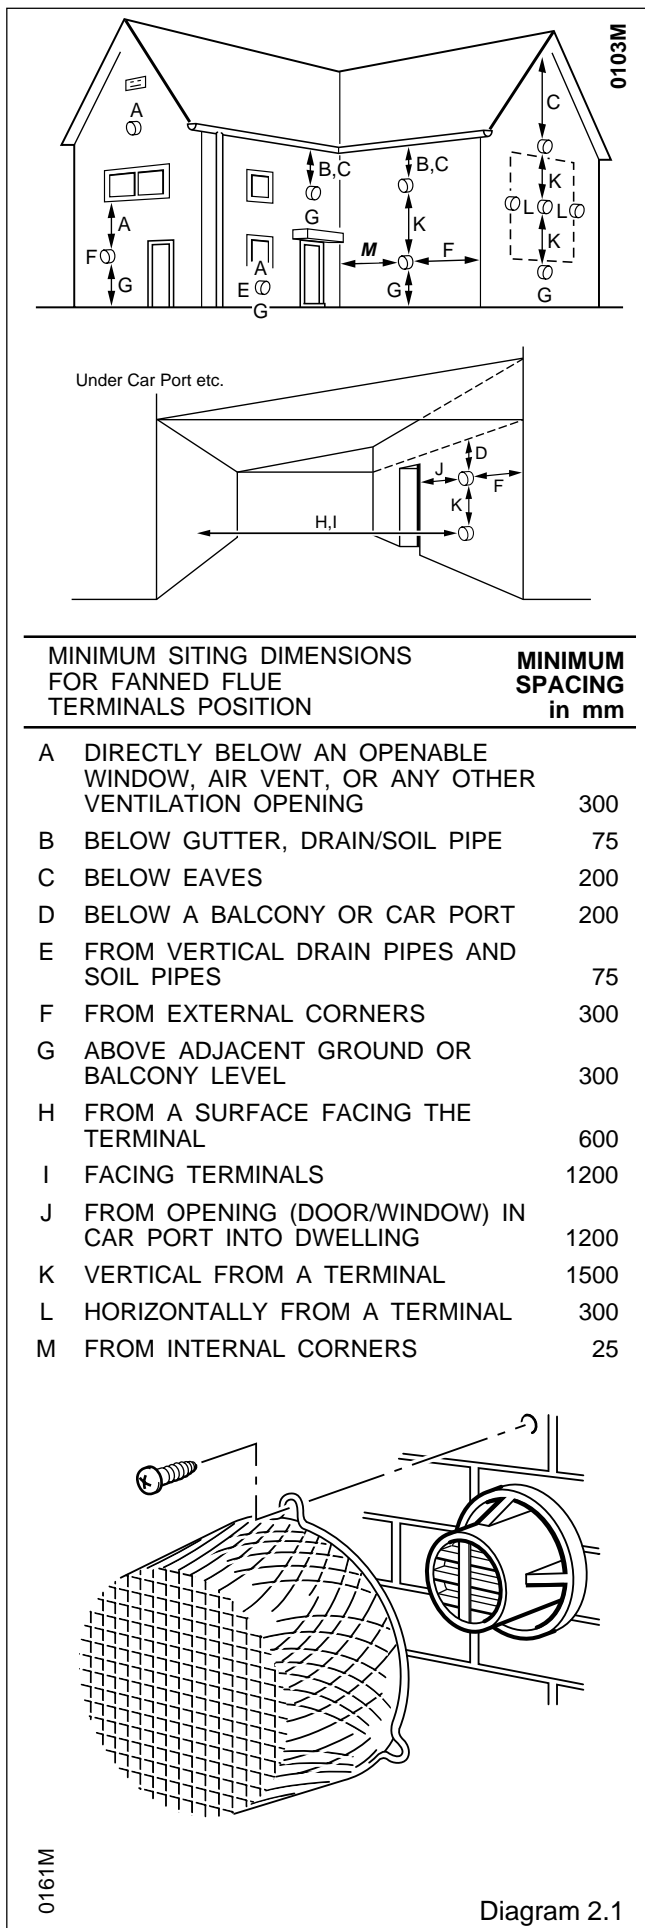 0103M
A
C
B,C
B,C
K
G
L
L
A
K
K
F
M
F
A
G
E
G
G
G
Under Car Port etc.
D
J
F
K
H,I
MINIMUM SITING DIMENSIONS
FOR FANNED FLUE
TERMINALS POSITION
MINIMUM
SPACING
in mm
A DIRECTLY BELOW AN OPENABLE
WINDOW, AIR VENT, OR ANY OTHER
VENTILATION OPENING 300
B BELOW GUTTER, DRAIN/SOIL PIPE 75
C BELOW EAVES 200
D BELOW A BALCONY OR CAR PORT 200
E FROM VERTICAL DRAIN PIPES AND
SOIL PIPES 75
F FROM EXTERNAL CORNERS 300
G ABOVE ADJACENT GROUND OR
BALCONY LEVEL 300
H FROM A SURFACE FACING THE
TERMINAL 600
I FACING TERMINALS 1200
J FROM OPENING (DOOR/WINDOW) IN
CAR PORT INTO DWELLING 1200
K VERTICAL FROM A TERMINAL 1500
L HORIZONTALLY FROM A TERMINAL 300
M FROM INTERNAL CORNERS 25
0161M
Diagram 2.1